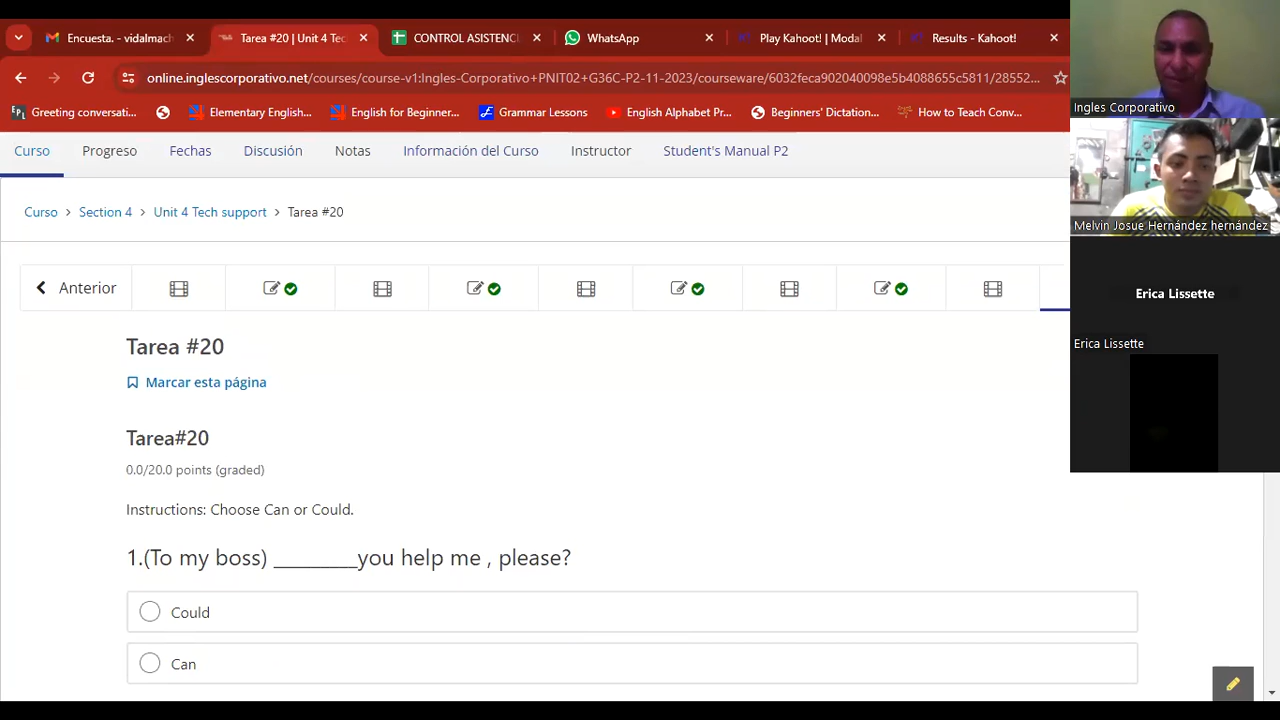 Encuesta. - vidalmach
Tarea #20 | Unit 4 Tec
CONTROL ASISTENC
WhatsApp
Play Kahoot! | Modal
Results - Kahoot!
online.inglescorporativo.net/courses/course-v1:Ingles-Corporativo+PNIT02+G36C-P2-11-2023/courseware/6032feca902040098e5b4088655c5811/28552...
Greeting conversati...
Elementary English...
English for Beginner...
Grammar Lessons
English Alphabet Pr...
Beginners' Dictation...
How to Teach Conv...
Curso
Progreso
Fechas
Discusión
Notas
Información del Curso
Instructor
Student's Manual P2
Curso > Section 4 > Unit 4 Tech support > Tarea #20
Anterior
Tarea #20
Marcar esta página
Tarea#20
0.0/20.0 points (graded)
Instructions: Choose Can or Could.
1.(To my boss) ________you help me , please?
Could
Can
Ingles Corporativo
Melvin Josue Hernández hernández
Erica Lissette
Erica Lissette